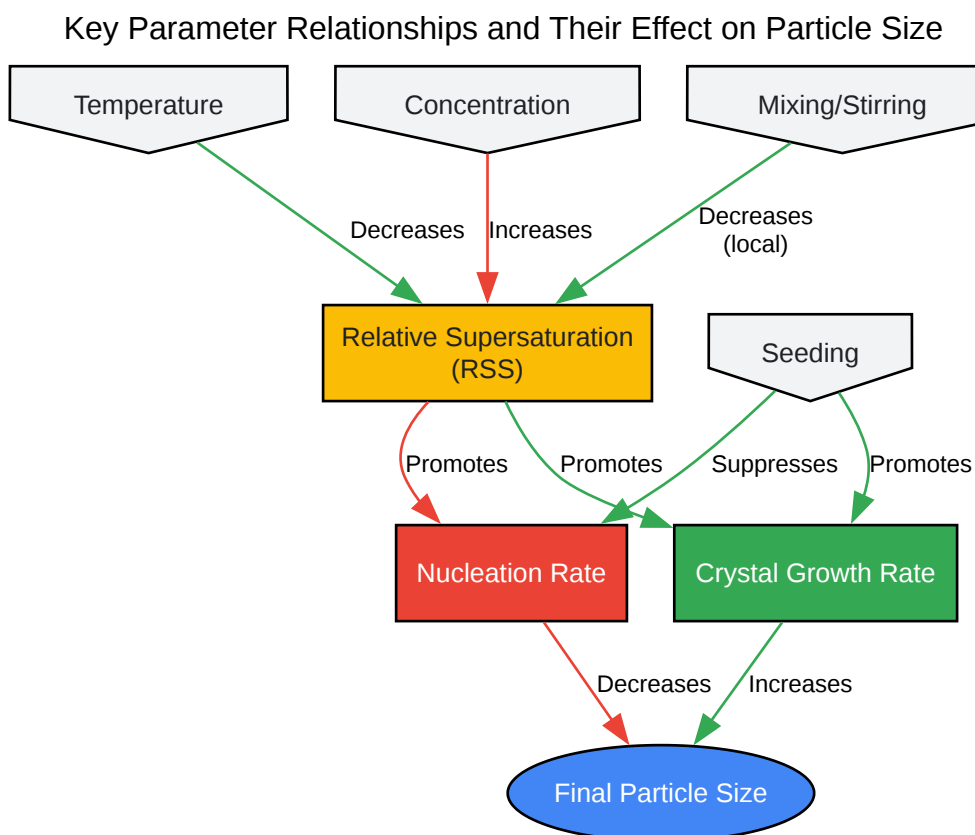 Key Parameter Relationships and Their Effect on Particle Size
Temperature
Concentration
Mixing/Stirring
Decreases
Increases
Decreases
(local)
Relative Supersaturation
(RSS)
Seeding
Promotes
Promotes
Suppresses
Promotes
Nucleation Rate
Crystal Growth Rate
Decreases
Increases
Final Particle Size